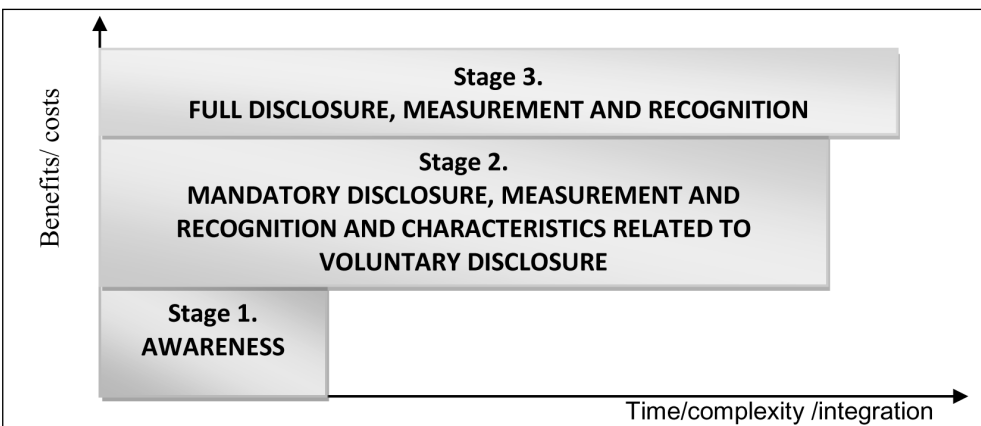 Benefits/ costs
Stage 3.
FULL DISCLOSURE, MEASUREMENT AND RECOGNITION
Stage 2.
MANDATORY DISCLOSURE, MEASUREMENT AND
RECOGNITION AND CHARACTERISTICS RELATED TO
VOLUNTARY DISCLOSURE
Stage 1.
AWARENESS
Time/complexity /integration